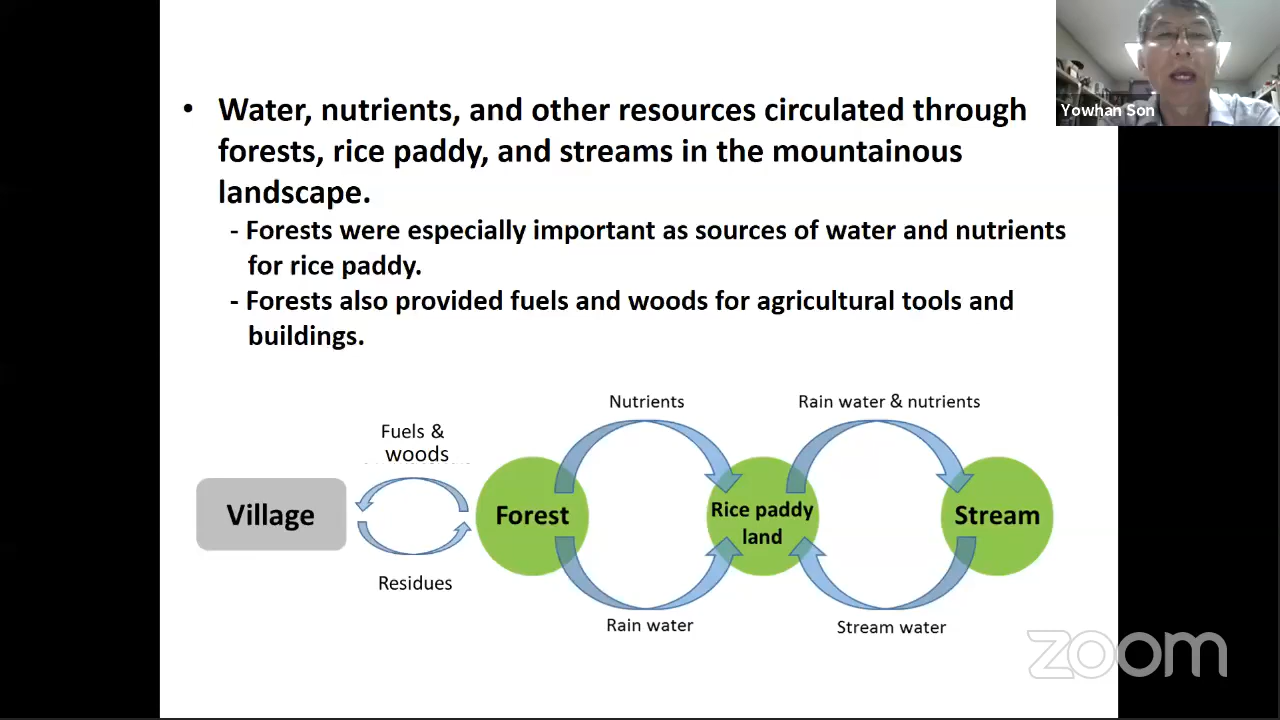 Yowhan Son
• Water, nutrients, and other resources circulated through
forests, rice paddy, and streams in the mountainous
landscape.
- Forests were especially important as sources of water and nutrients
for rice paddy.
- Forests also provided fuels and woods for agricultural tools and
buildings.
Nutrients
Rain water & nutrients
Fuels &
woods
Village
Forest
Rice paddy
land
Stream
Residues
Rain water
Stream water
zoom